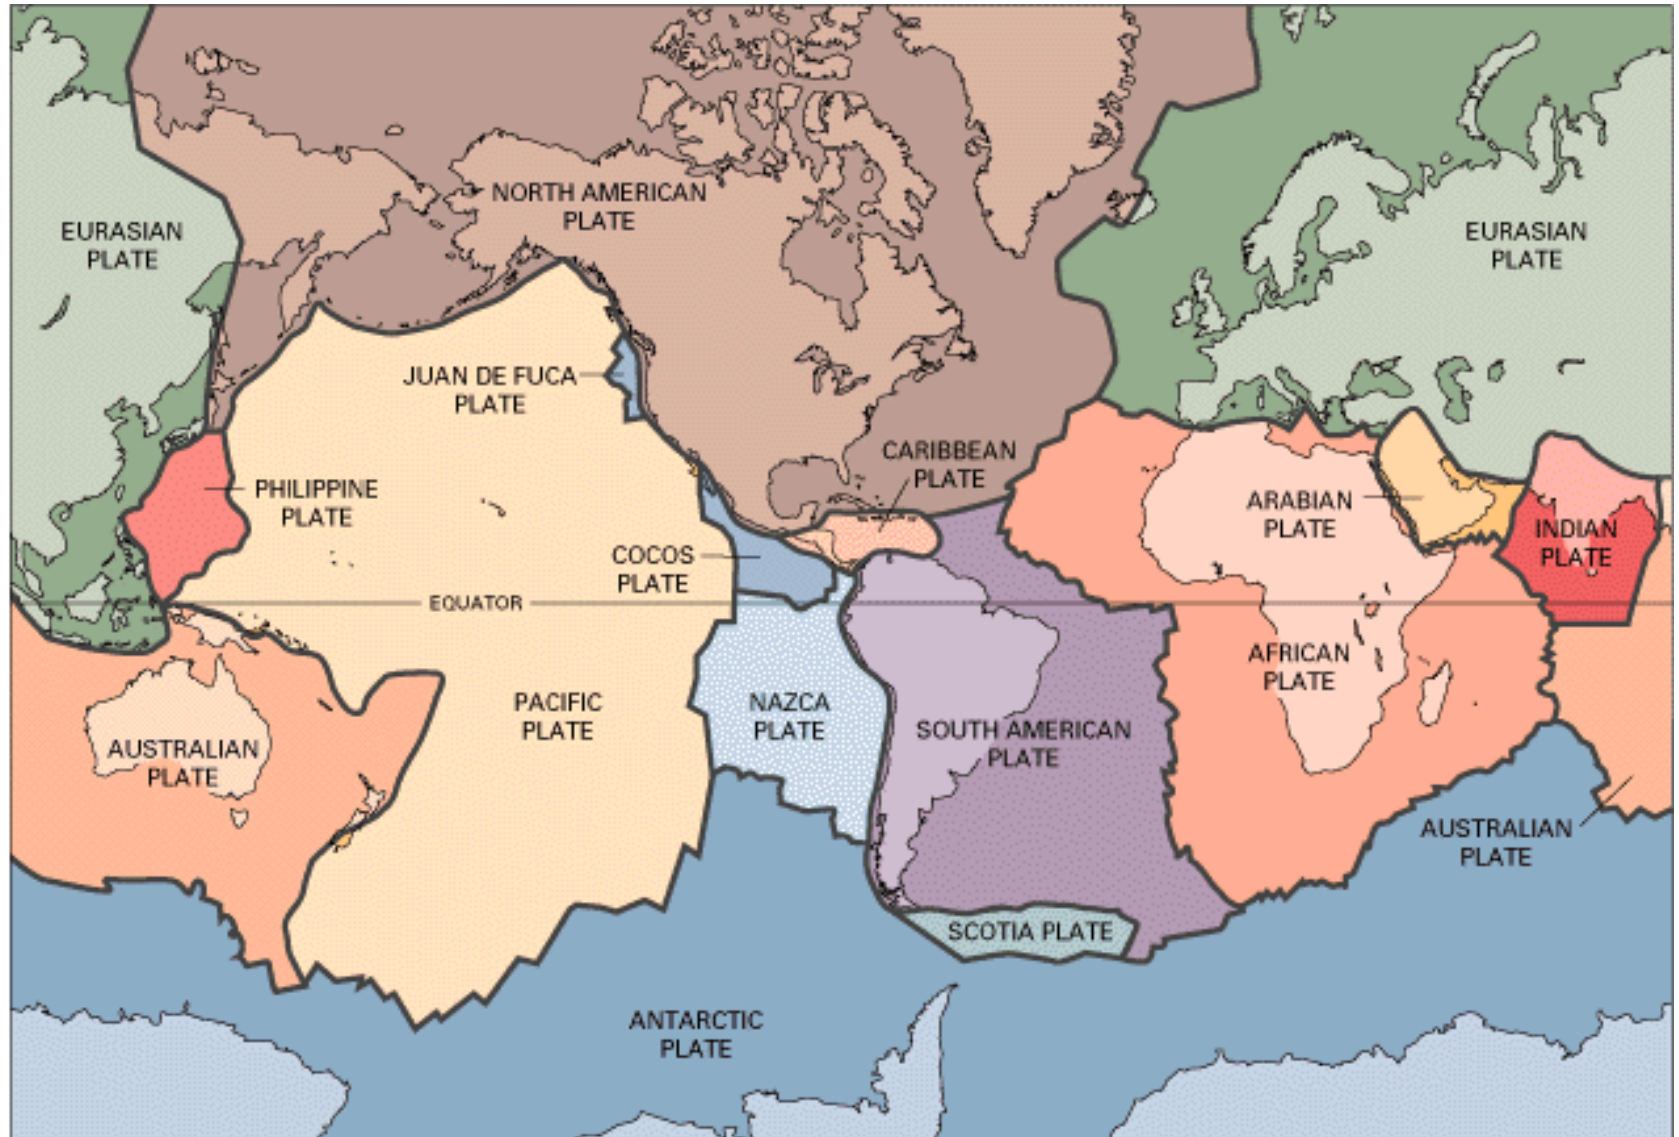 NORTH AMERICAN
PLATE
EURASIAN
PLATE
EURASIAN
PLATE
JUAN DE FUCA
PLATE
CARIBBEAN
PLATE
PHILIPPINE
PLATE
ARABIAN
PLATE
INDIAN
PLATE
COCOS
PLATE
EQUATOR
AFRICAN
PLATE
PACIFIC
PLATE
NAZCA
PLATE
SOUTH AMERICAN
PLATE
AUSTRALIAN
PLATE
AUSTRALIAN
PLATE
SCOTIA PLATE
ANTARCTIC
PLATE